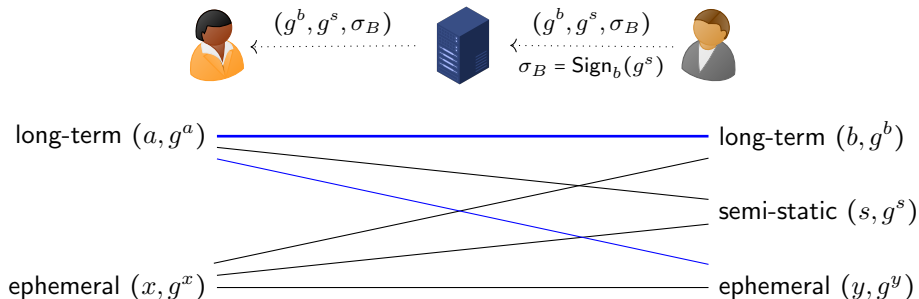 (g^b, g^s, σ_B) (g^b, g^s, σ_B)
σ_B = Sign_b(g^s)
long-term (a, g^a) long-term (b, g^b)
semi-static (s, g^s)
ephemeral (x, g^x) ephemeral (y, g^y)